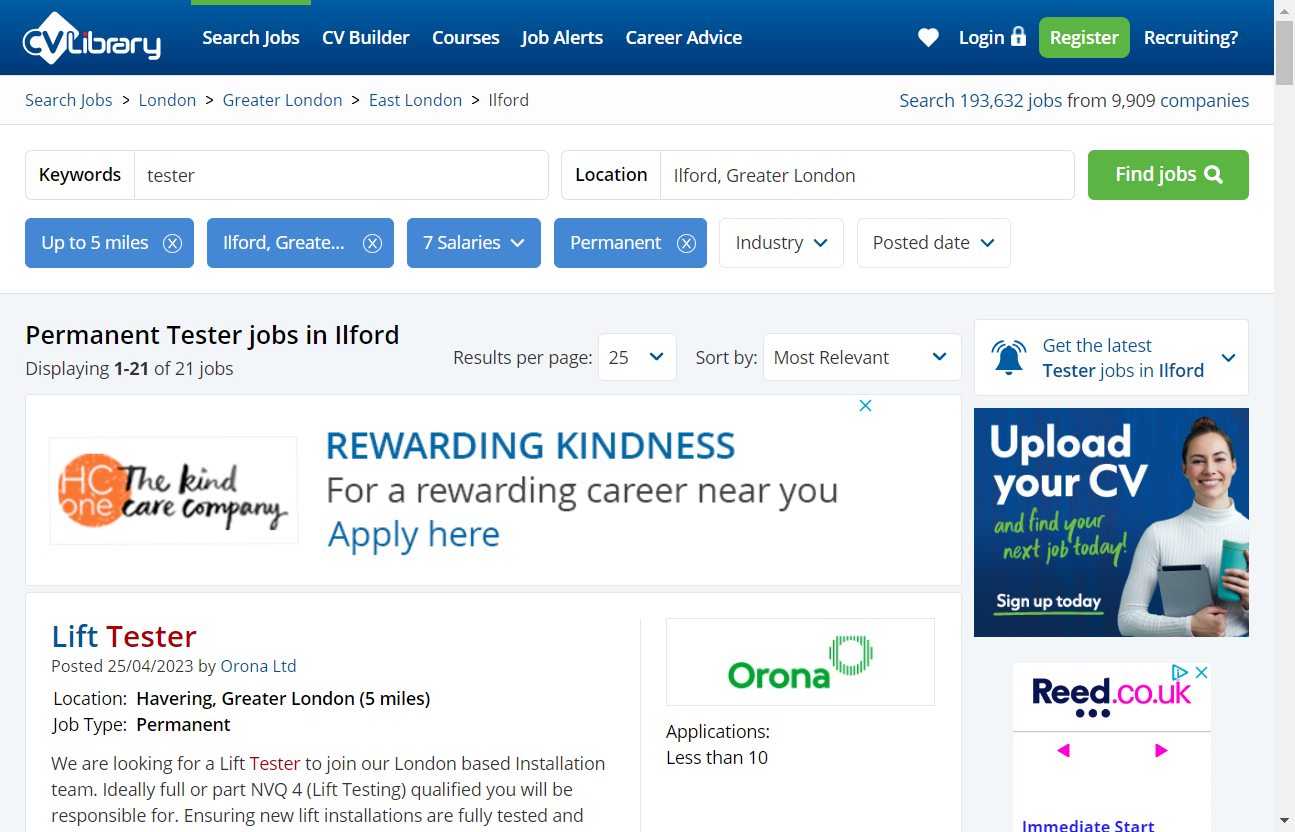 CVLibrary
Search Jobs CV Builder Courses Job Alerts Career Advice Login Register Recruiting?
Search Jobs > London > Greater London > East London > Ilford
Search 193,632 jobs from 9,909 companies
Keywords tester
Location Ilford, Greater London
Find jobs
Up to 5 miles Ilford, Greate... 7 Salaries Permanent Industry Posted date
Permanent Tester jobs in Ilford
Displaying 1-21 of 21 jobs
Results per page: 25 Sort by: Most Relevant
Get the latest
Tester jobs in Ilford
HC
one
The kind
care company
REWARDING KINDNESS
For a rewarding career near you
Apply here
Upload
your CV
and find your
next job today!
Sign up today
Lift Tester
Posted 25/04/2023 by Orona Ltd
Location: Havering, Greater London (5 miles)
Job Type: Permanent
We are looking for a Lift Tester to join our London based Installation
team. Ideally full or part NVQ 4 (Lift Testing) qualified you will be
responsible for. Ensuring new lift installations are fully tested and
Orona
Applications:
Less than 10
Reed.co.uk
Immediate Start